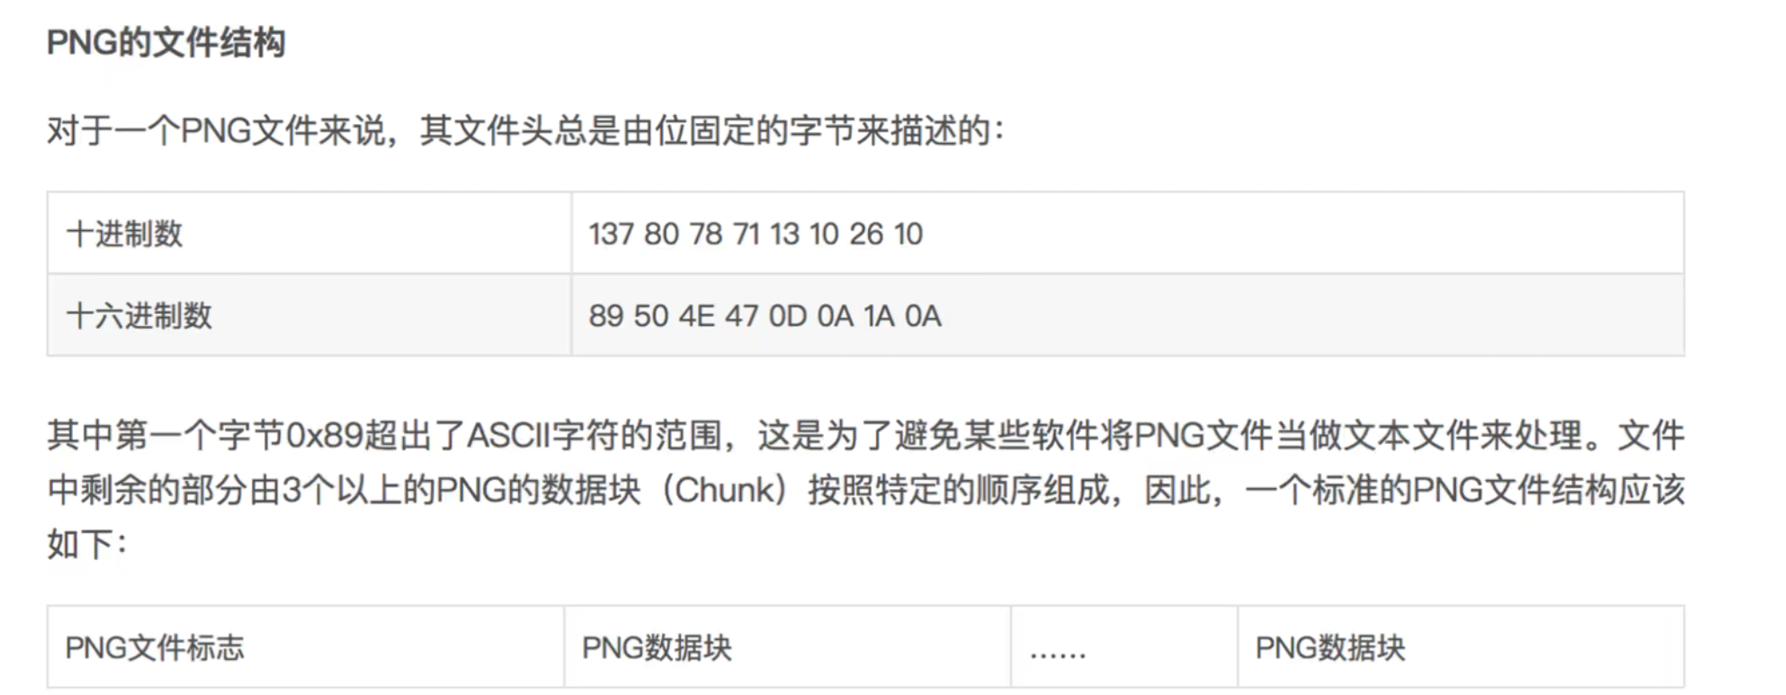 PNG的文件结构
对于一个PNG文件来说，其文件头总是由位固定的字节来描述的：
十进制数 137 80 78 71 13 10 26 10
十六进制数 89 50 4E 47 0D 0A 1A 0A
其中第一个字节0x89超出了ASCII字符的范围，这是为了避免某些软件将PNG文件当做文本文件来处理。文件
中剩余的部分由3个以上的PNG的数据块（Chunk）按照特定的顺序组成，因此，一个标准的PNG文件结构应该
如下：
PNG文件标志 PNG数据块 …… PNG数据块